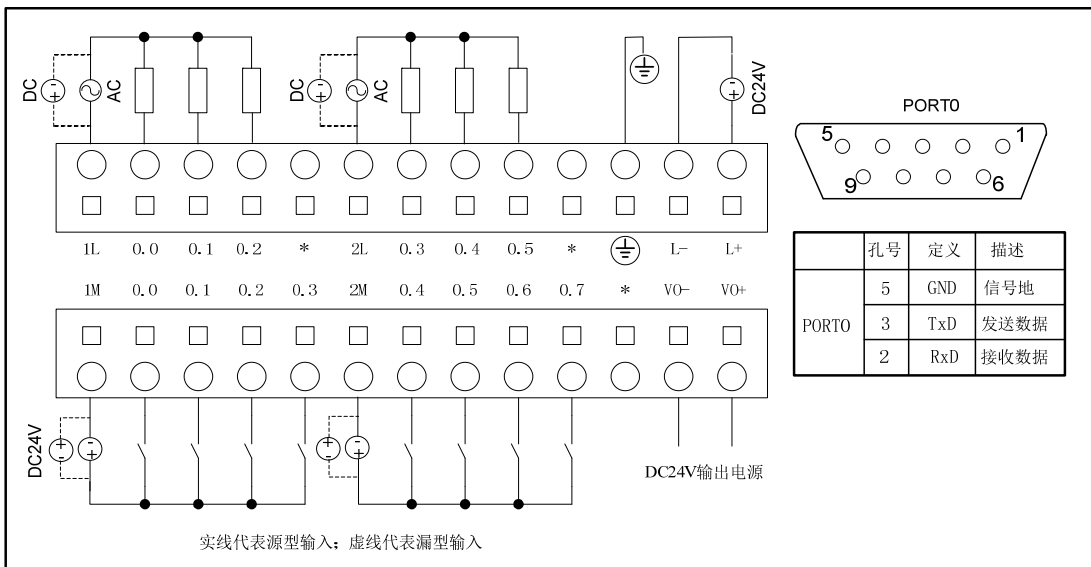 DC
AC
DC
AC
DC24V
1L 0.0 0.1 0.2 * 2L 0.3 0.4 0.5 * L- L+
1M 0.0 0.1 0.2 0.3 2M 0.4 0.5 0.6 0.7 * VO- VO+
DC24V
DC24V输出电源
实线代表源型输入；虚线代表漏型输入
PORT0
5 1
9 6
孔号 定义 描述
PORT0 5 GND 信号地
3 TxD 发送数据
2 RxD 接收数据